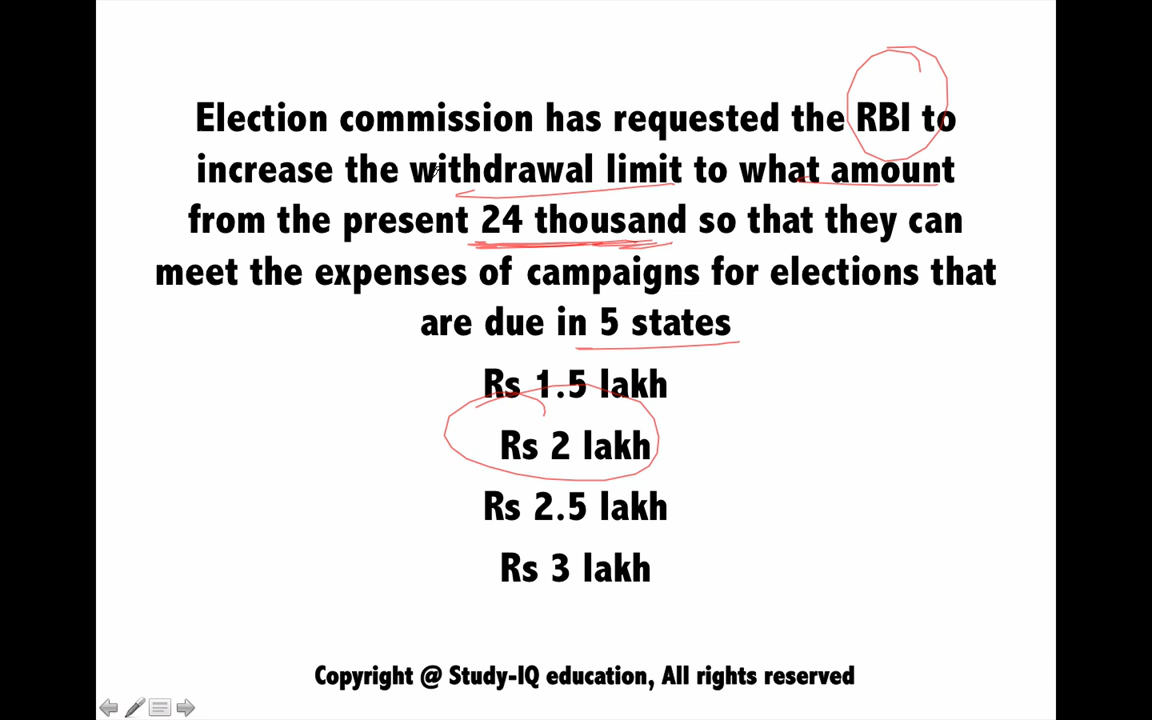 Election commission has requested the RBI to
increase the withdrawal limit to what amount
from the present 24 thousand so that they can
meet the expenses of campaigns for elections that
are due in 5 states
Rs 1.5 lakh
Rs 2 lakh
Rs 2.5 lakh
Rs 3 lakh
Copyright @ Study-IQ education, All rights reserved